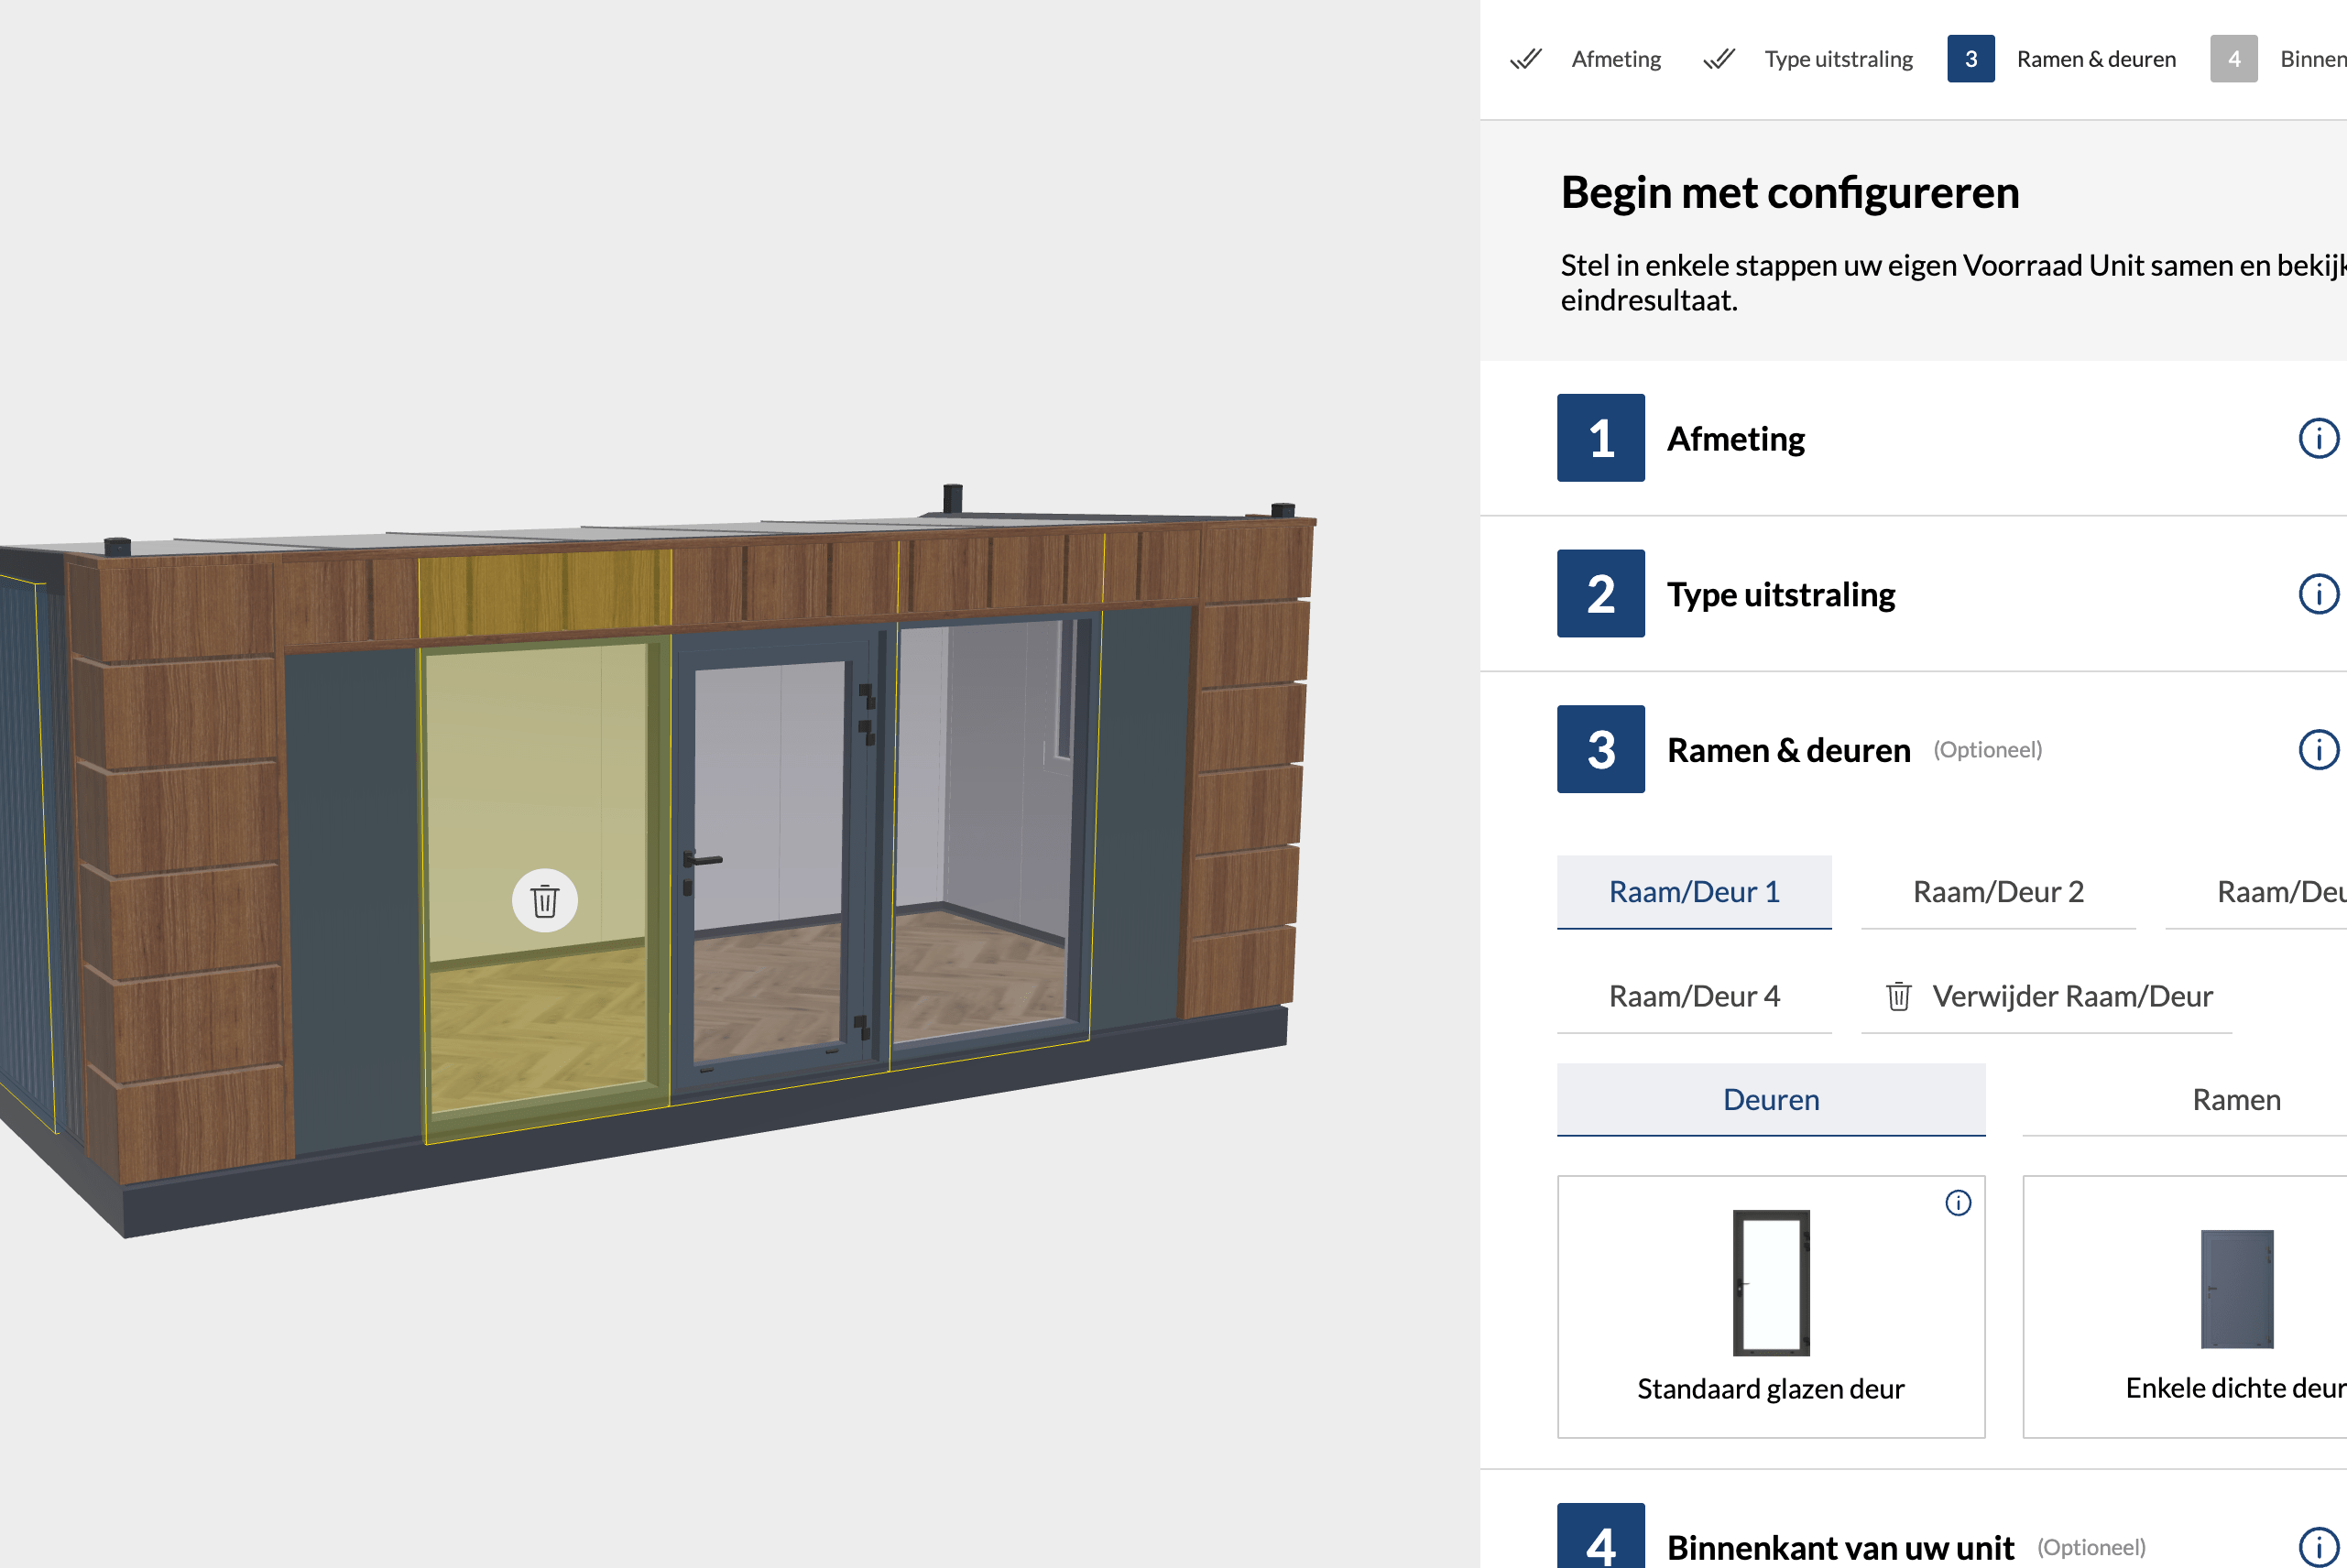 Afmeting
Type uitstraling
3 Ramen & deuren
4 Binnen
Begin met configureren
Stel in enkele stappen uw eigen Voorraad Unit samen en bekijk
eindresultaat.
1 Afmeting
2 Type uitstraling
3 Ramen & deuren (Optioneel)
Raam/Deur 1
Raam/Deur 2
Raam/Deu
Raam/Deur 4
Verwijder Raam/Deur
Deuren
Ramen
Standaard glazen deur
Enkele dichte deur
4 Binnenkant van uw unit (Optioneel)